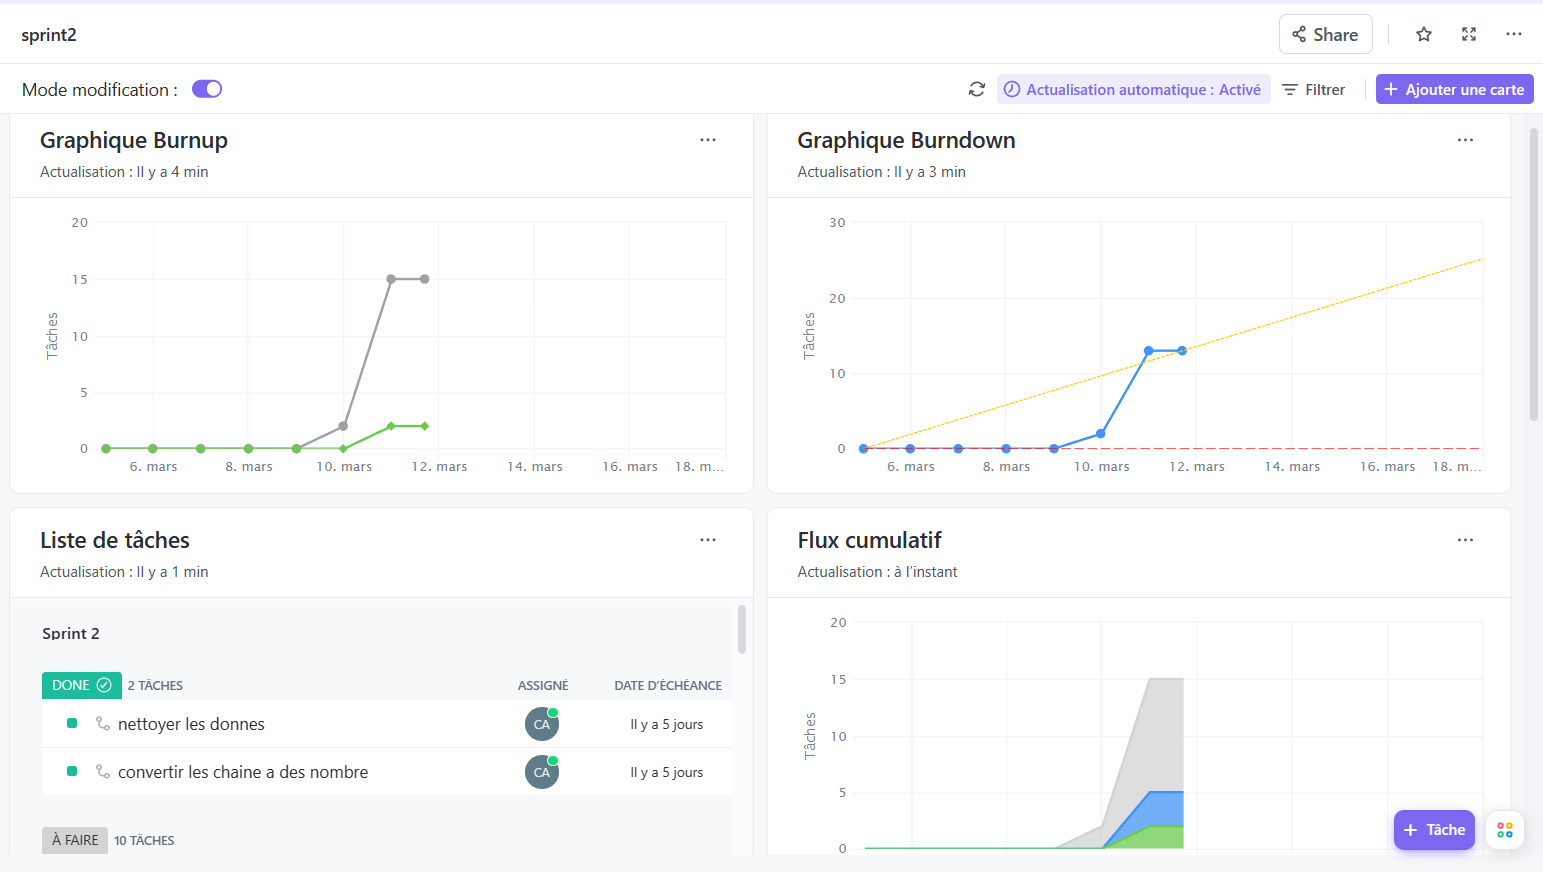 sprint2
Share
Mode modification :
Actualisation automatique : Activé
Filtrer
Ajouter une carte
Graphique Burnup
Actualisation : Il y a 4 min
20
15
10
5
0
Tâches
6. mars
8. mars
10. mars
12. mars
14. mars
16. mars
18. m...
Graphique Burndown
Actualisation : Il y a 3 min
30
20
10
0
Tâches
6. mars
8. mars
10. mars
12. mars
14. mars
16. mars
18. m...
Liste de tâches
Actualisation : Il y a 1 min
Sprint 2
DONE
2 TÂCHES
ASSIGNÉ
DATE D'ÉCHÉANCE
nettoyer les donnes
CA
Il y a 5 jours
convertir les chaine a des nombre
CA
Il y a 5 jours
À FAIRE
10 TÂCHES
Flux cumulatif
Actualisation : à l'instant
20
15
10
5
0
Tâches
Tâche